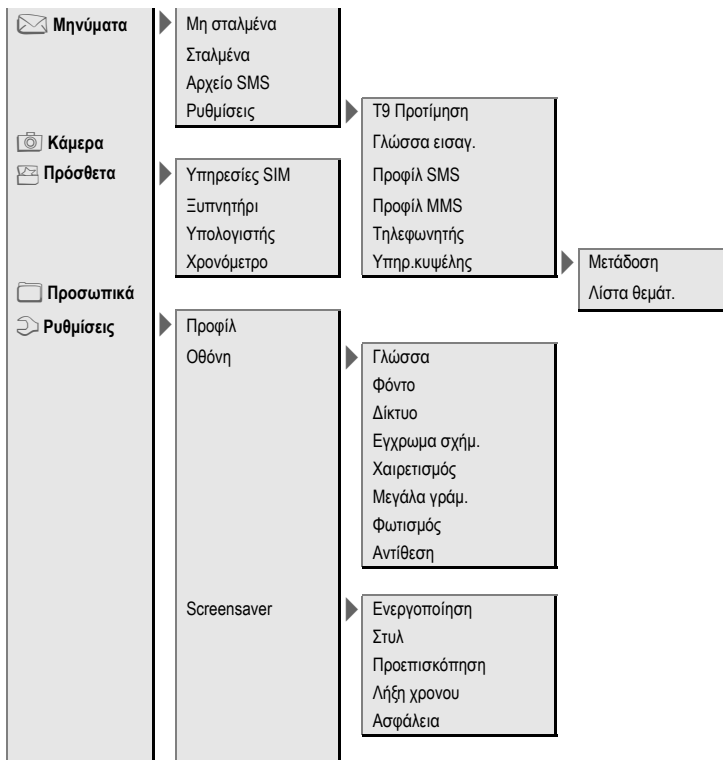 Μηνύματα
Μη σταλμένα
Σταλμένα
Αρχείο SMS
Ρυθμίσεις
T9 Προτίμηση
Γλώσσα εισαγ.
Προφίλ SMS
Προφίλ MMS
Τηλεφωνητής
Υπηρ.κυψέλης
Μετάδοση
Λίστα θεμάτ.
Κάμερα
Πρόσθετα
Υπηρεσίες SIM
Ξυπνητήρι
Υπολογιστής
Χρονόμετρο
Προσωπικά
Ρυθμίσεις
Προφίλ
Οθόνη
Γλώσσα
Φόντο
Δίκτυο
Εγχρωμα σχήμ.
Χαιρετισμός
Μεγάλα γράμ.
Φωτισμός
Αντίθεση
Screensaver
Ενεργοποίηση
Στυλ
Προεπισκόπηση
Λήξη χρονου
Ασφάλεια